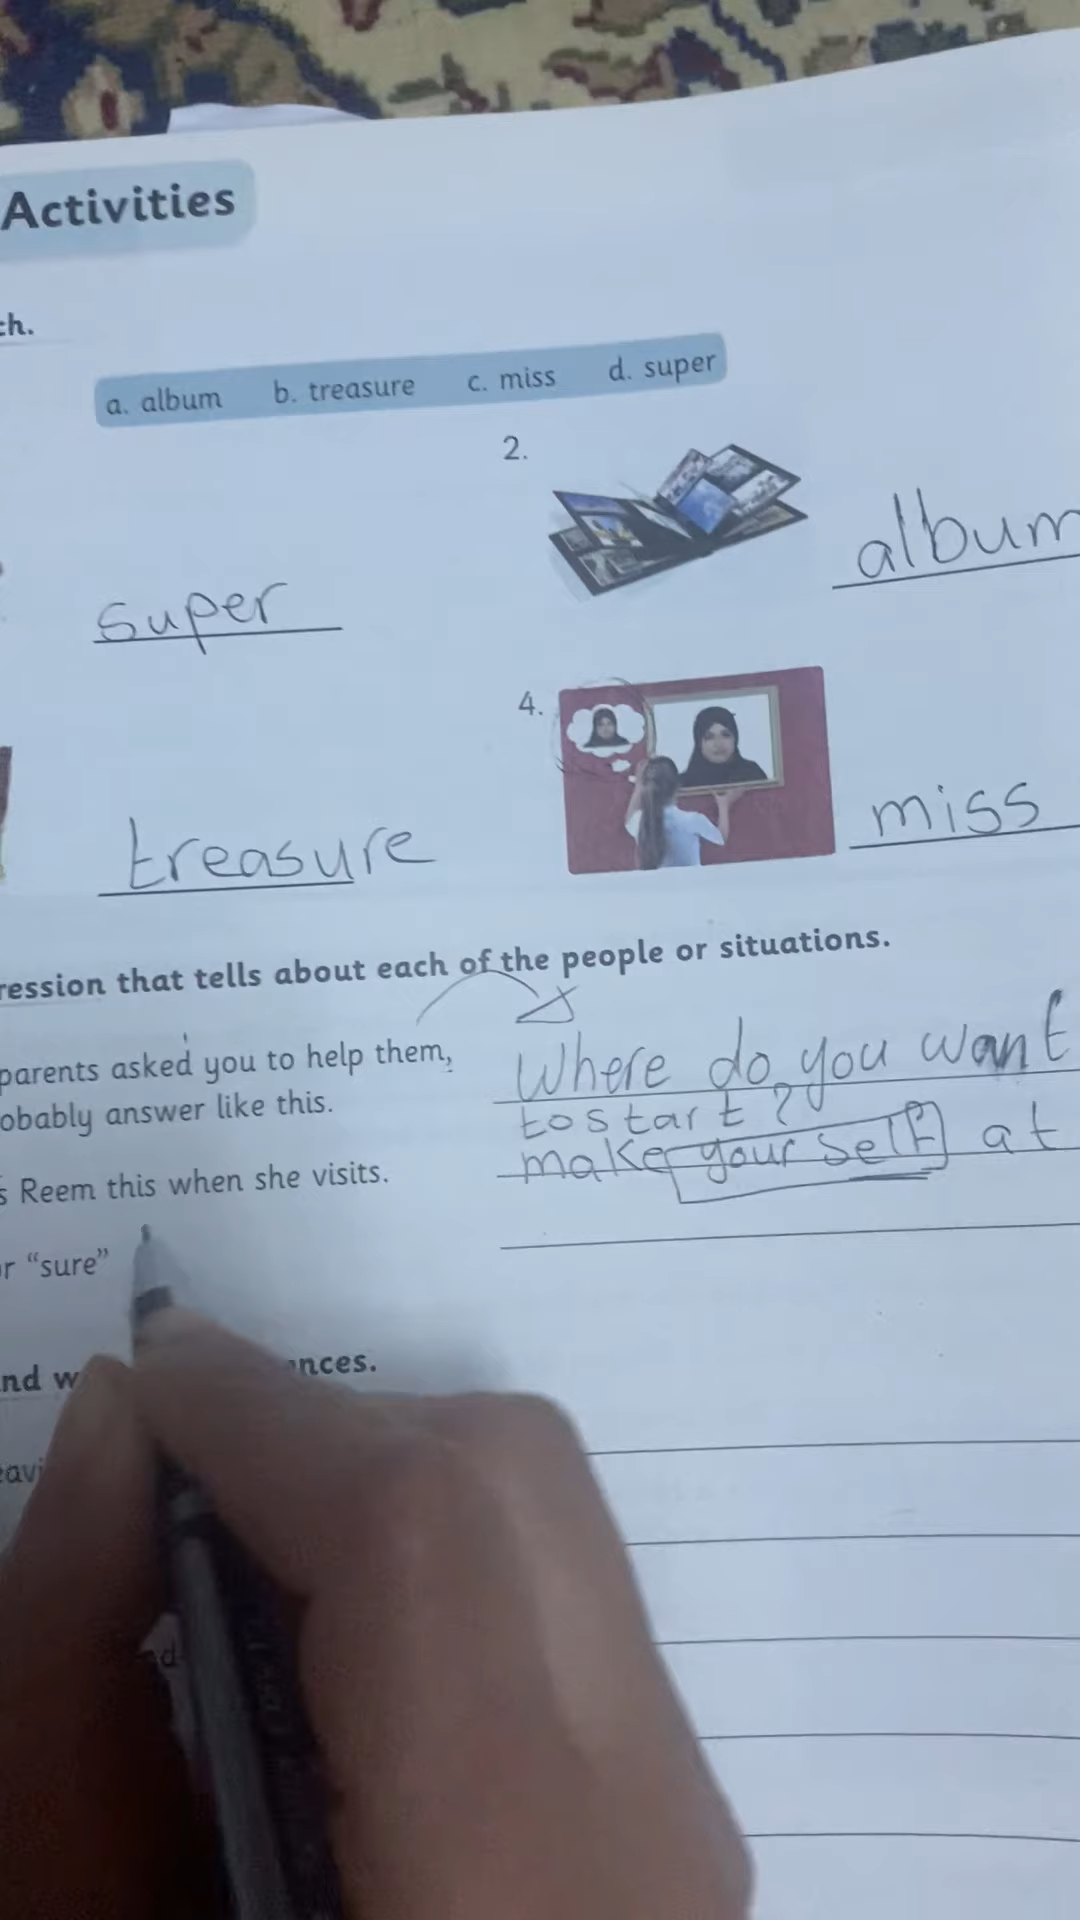 Activities
ch.
a. album b. treasure c. miss d. super
2.
album
super
4.
miss
treasure
ression that tells about each of the people or situations.
parents asked you to help them,
obably answer like this.
Where do you want
to start?
make your self at
s Reem this when she visits.
r “sure”
nd w nces.
eavi
d